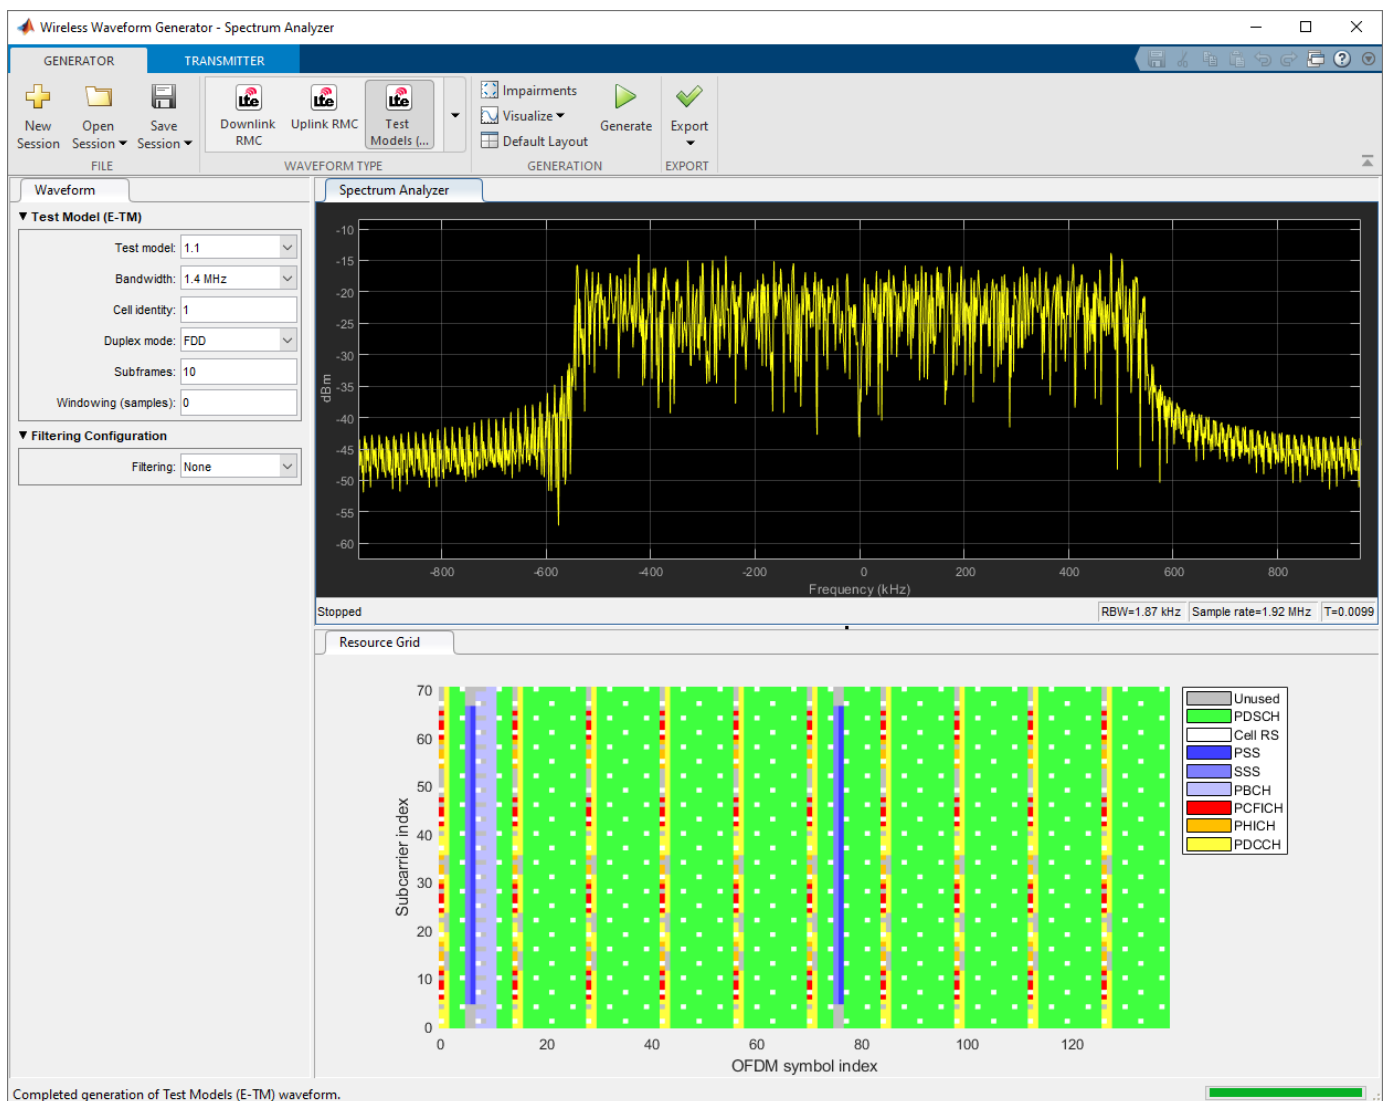 Wireless Waveform Generator - Spectrum Analyzer
GENERATOR TRANSMITTER
New Session
Open Session
Save Session
FILE
Downlink RMC
Uplink RMC
Test Models (...
WAVEFORM TYPE
Impairments
Visualize
Default Layout
Generate
GENERATION
Export
EXPORT
Waveform
Test Model (E-TM)
Test model: 1.1
Bandwidth: 1.4 MHz
Cell identity: 1
Duplex mode: FDD
Subframes: 10
Windowing (samples): 0
Filtering Configuration
Filtering: None
Spectrum Analyzer
-10
-15
-20
-25
-30
-35
-40
-45
-50
-55
-60
dBm
-800 -600 -400 -200 0 200 400 600 800
Frequency (kHz)
Stopped RBW=1.87 kHz Sample rate=1.92 MHz T=0.0099
Resource Grid
70
60
50
40
30
20
10
0
Subcarrier index
0 20 40 60 80 100 120
OFDM symbol index
Unused
PDSCH
Cell RS
PSS
SSS
PBCH
PCFICH
PHICH
PDCCH
Completed generation of Test Models (E-TM) waveform.